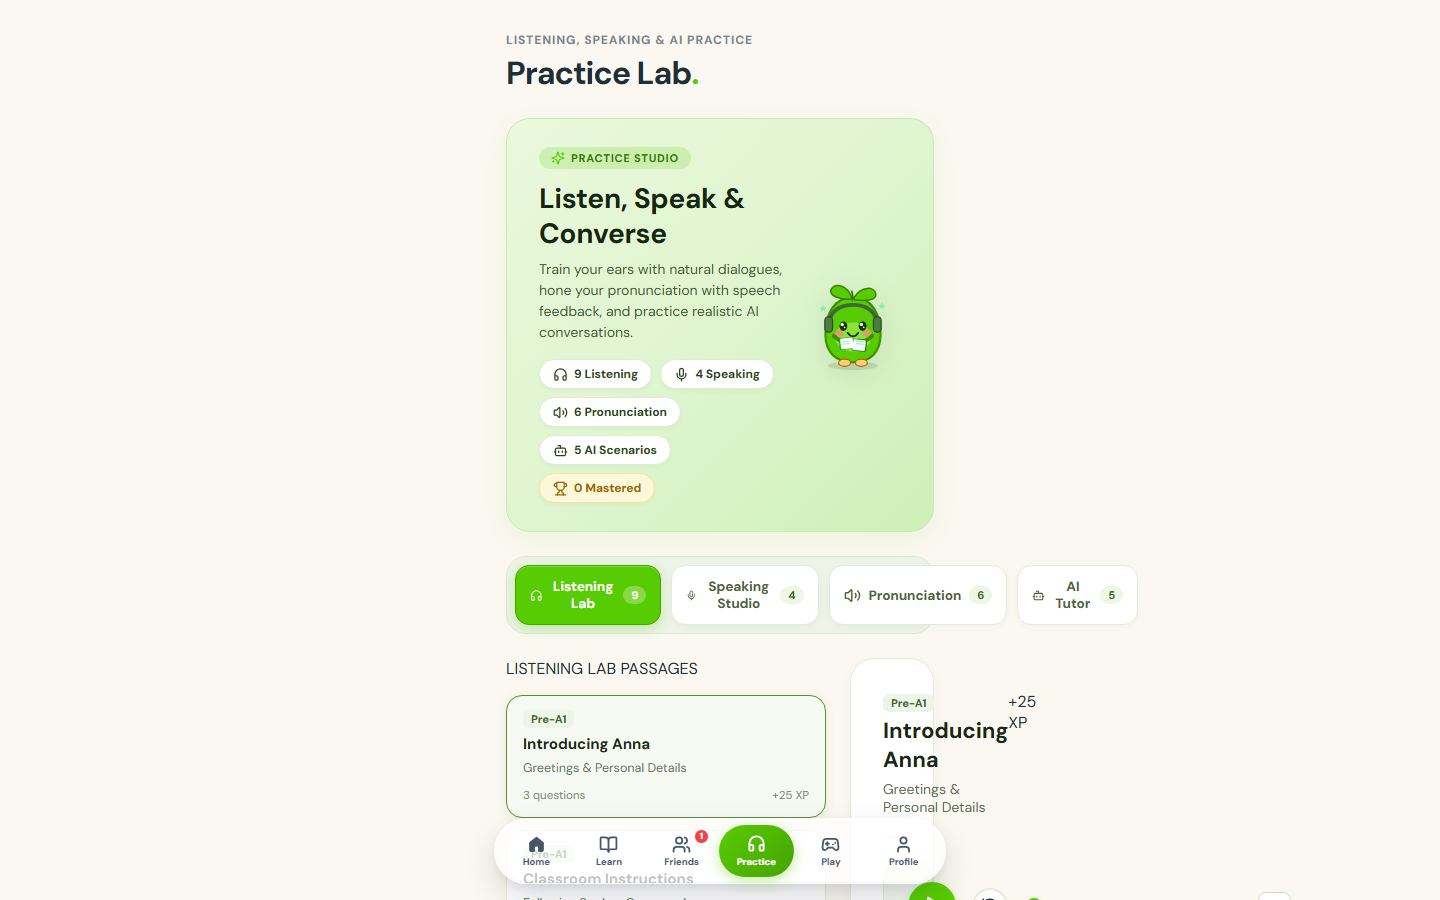 LISTENING, SPEAKING & AI PRACTICE
Practice Lab.
PRACTICE STUDIO
Listen, Speak &
Converse
Train your ears with natural dialogues,
hone your pronunciation with speech
feedback, and practice realistic AI
conversations.
9 Listening
4 Speaking
6 Pronunciation
5 AI Scenarios
0 Mastered
Listening
Lab
9
Speaking
Studio
4
Pronunciation
6
AI
Tutor
5
LISTENING LAB PASSAGES
Pre-A1
Introducing Anna
Greetings & Personal Details
3 questions
+25 XP
Pre-A1
Classroom Instructions
Pre-A1
Introducing
Anna
+25
XP
Greetings &
Personal Details
Home
Learn
Friends
1
Practice
Play
Profile